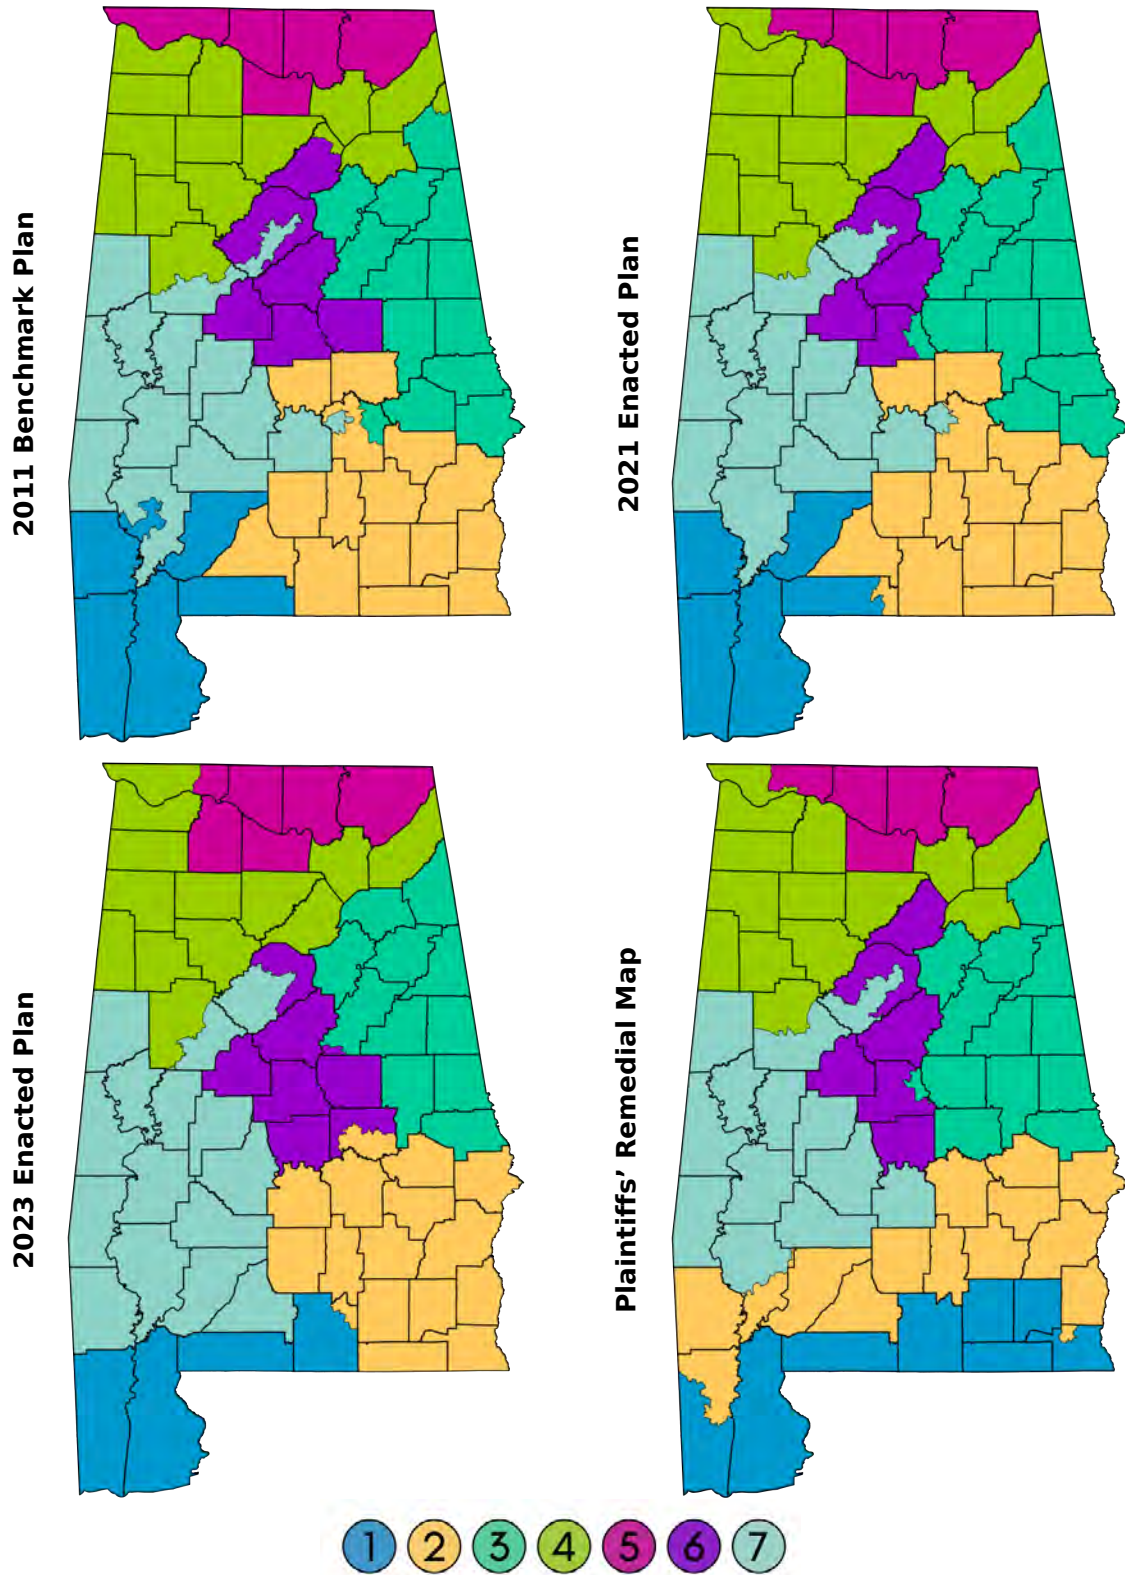 2011 Benchmark Plan
2021 Enacted Plan
2023 Enacted Plan
Plaintiffs’ Remedial Map
1 2 3 4 5 6 7